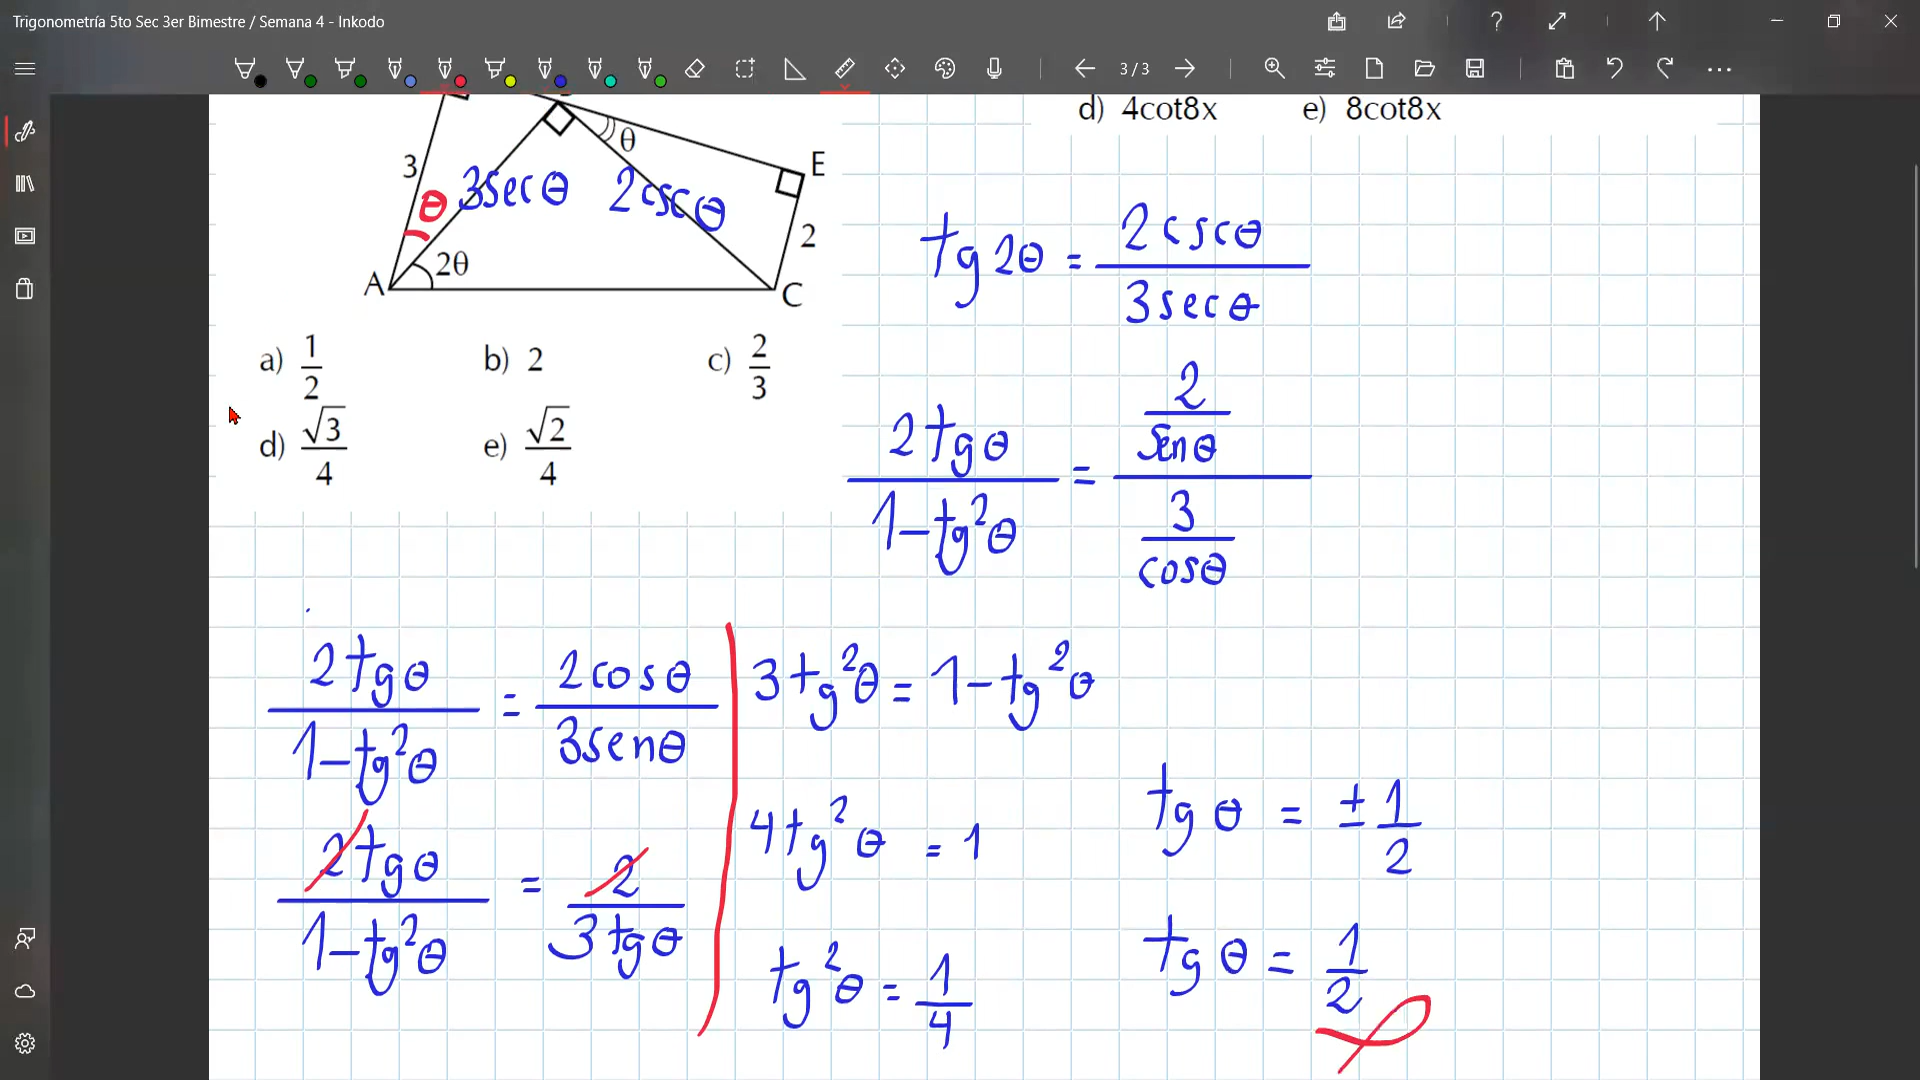 Trigonometría 5to Sec 3er Bimestre / Semana 4 - Inkodo
3 / 3
d) 4cot8x e) 8cot8x
θ
E
3
θ 3secθ 2cscθ
2
2θ
A
C
a) 1/2 b) 2 c) 2/3
d) √3/4 e) √2/4
tg2θ = 2cscθ / 3secθ
2tgθ / 1-tg²θ = 2/senθ / 3/cosθ
2tgθ / 1-tg²θ = 2cosθ / 3senθ
2tgθ / 1-tg²θ = 2 / 3tgθ
3tg²θ = 1-tg²θ
4tg²θ = 1
tg²θ = 1/4
tgθ = ± 1/2
tgθ = 1/2